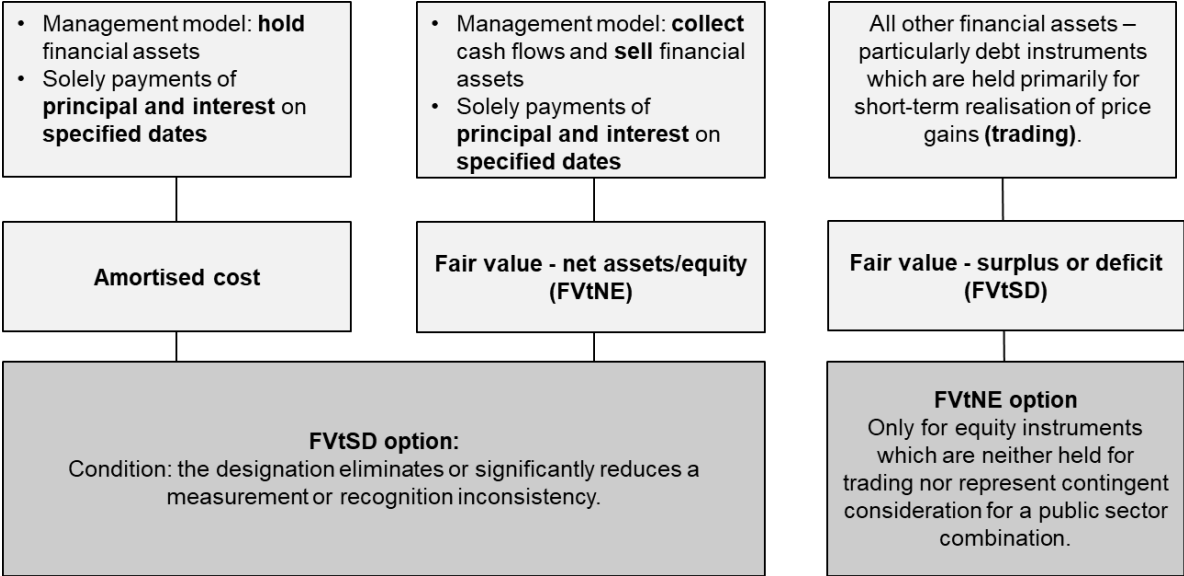 • Management model: hold
financial assets
• Solely payments of
principal and interest on
specified dates
• Management model: collect
cash flows and sell financial
assets
• Solely payments of
principal and interest on
specified dates
All other financial assets –
particularly debt instruments
which are held primarily for
short-term realisation of price
gains (trading).
Amortised cost
Fair value - net assets/equity
(FVtNE)
Fair value - surplus or deficit
(FVtSD)
FVtSD option:
Condition: the designation eliminates or significantly reduces a
measurement or recognition inconsistency.
FVtNE option
Only for equity instruments
which are neither held for
trading nor represent contingent
consideration for a public sector
combination.